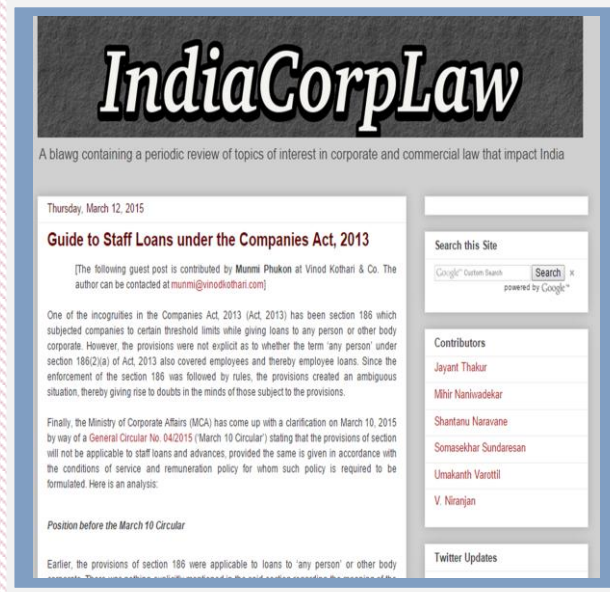 IndiaCorpLaw
A blawg containing a periodic review of topics of interest in corporate and commercial law that impact India
Thursday, March 12, 2015
Guide to Staff Loans under the Companies Act, 2013
[The following guest post is contributed by Munmi Phukon at Vinod Kothari & Co. The
author can be contacted at munmi@vinodkothari.com]
One of the incogruities in the Companies Act, 2013 (Act, 2013) has been section 186 which
subjected companies to certain threshold limits while giving loans to any person or other body
corporate. However, the provisions were not explicit as to whether the term 'any person' under
section 186(2)(a) of Act, 2013 also covered employees and thereby employee loans. Since the
enforcement of the section 186 was followed by rules, the provisions created an ambiguous
situation, thereby giving rise to doubts in the minds of those subject to the provisions.
Finally, the Ministry of Corporate Affairs (MCA) has come up with a clarification on March 10, 2015
by way of a General Circular No. 04/2015 ('March 10 Circular') stating that the provisions of section
will not be applicable to staff loans and advances, provided the same is given in accordance with
the conditions of service and remuneration policy for whom such policy is required to be
formulated. Here is an analysis:
Position before the March 10 Circular
Earlier, the provisions of section 186 were applicable to loans to 'any person' or other body
Search this Site
Google™ Custom Search
Search
×
powered by Google™
Contributors
Jayant Thakur
Mihir Naniwadekar
Shantanu Naravane
Somasekhar Sundaresan
Umakanth Varottil
V. Niranjan
Twitter Updates